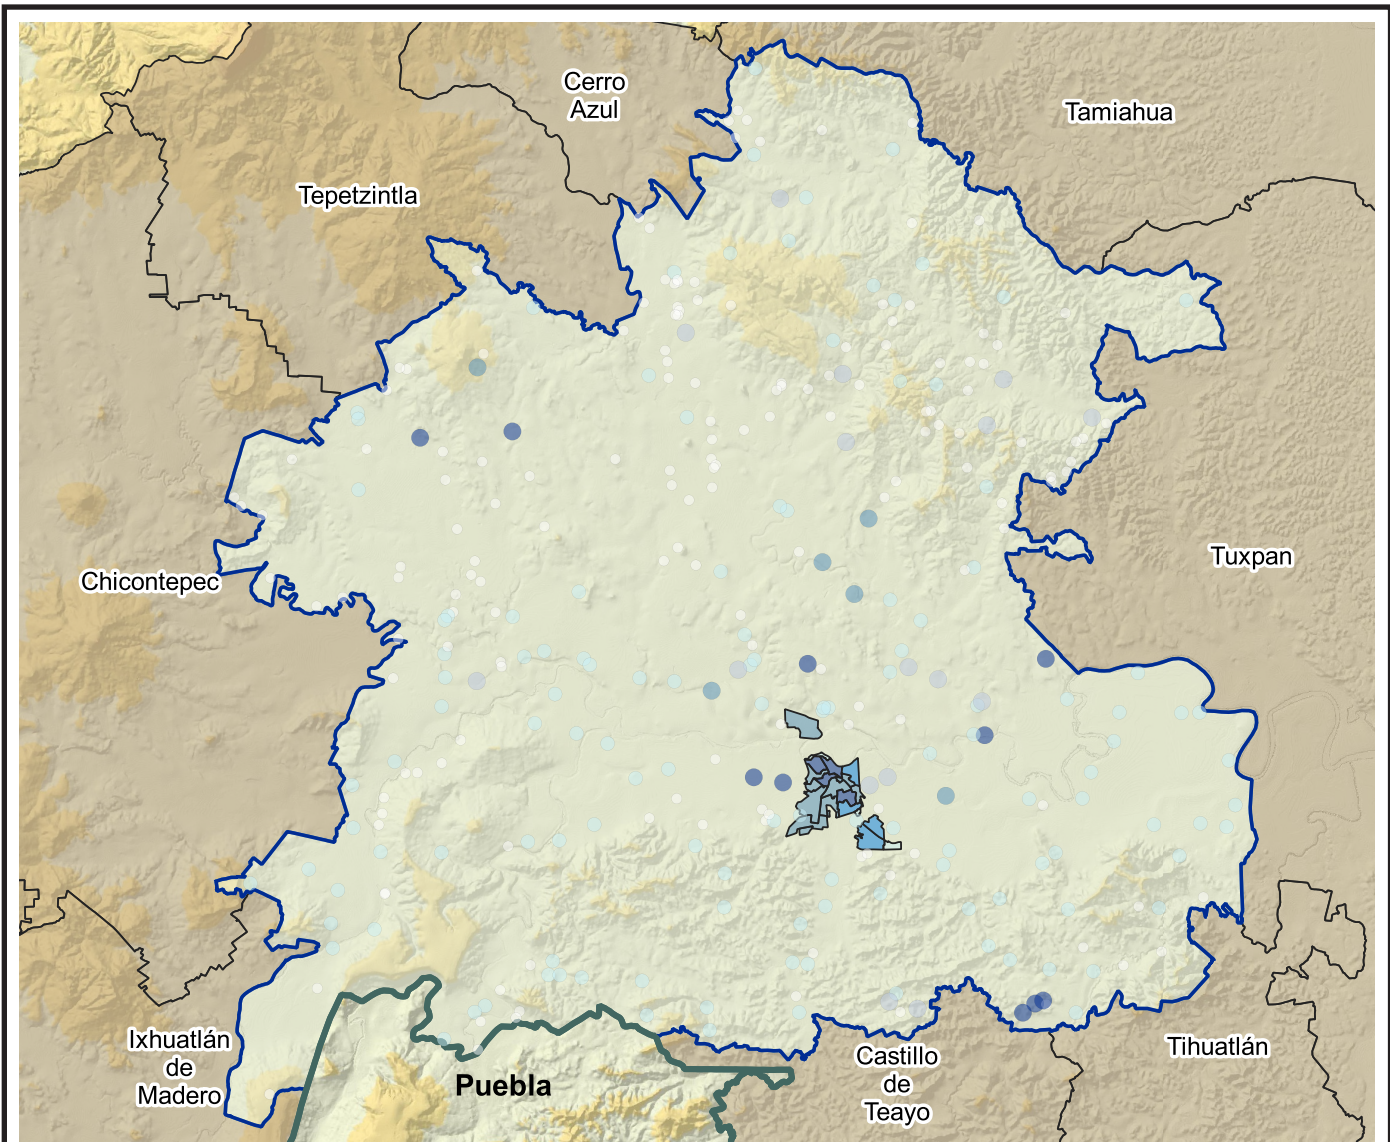 Cerro
Azul
Tamiahua
Tepetzintla
Tuxpan
Chicontepec
Ixhuatlán
de
Madero
Puebla
Castillo
de
Teayo
Tihuatlán